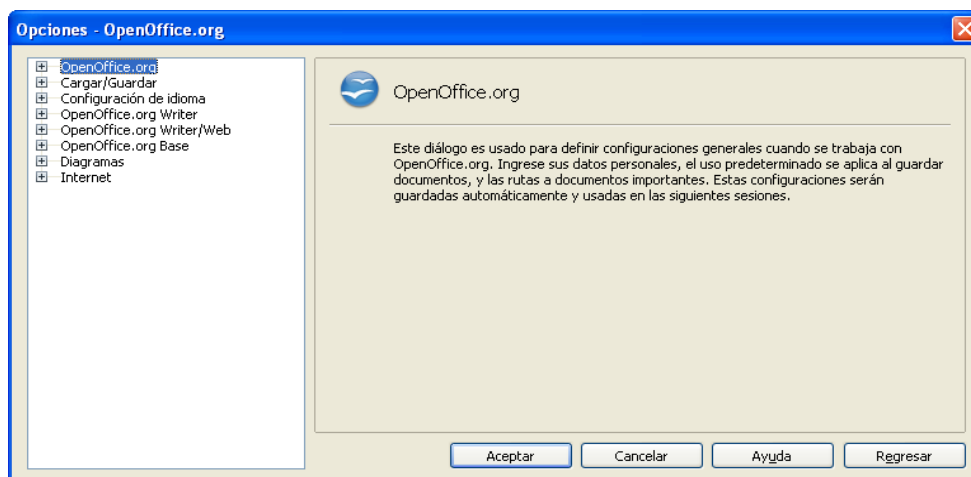 Opciones - OpenOffice.org
OpenOffice.org
Cargar/Guardar
Configuración de idioma
OpenOffice.org Writer
OpenOffice.org Writer/Web
OpenOffice.org Base
Diagramas
Internet
OpenOffice.org
Este diálogo es usado para definir configuraciones generales cuando se trabaja con
OpenOffice.org. Ingrese sus datos personales, el uso predeterminado se aplica al guardar
documentos, y las rutas a documentos importantes. Estas configuraciones serán
guardadas automáticamente y usadas en las siguientes sesiones.
Aceptar
Cancelar
Ayuda
Regresar